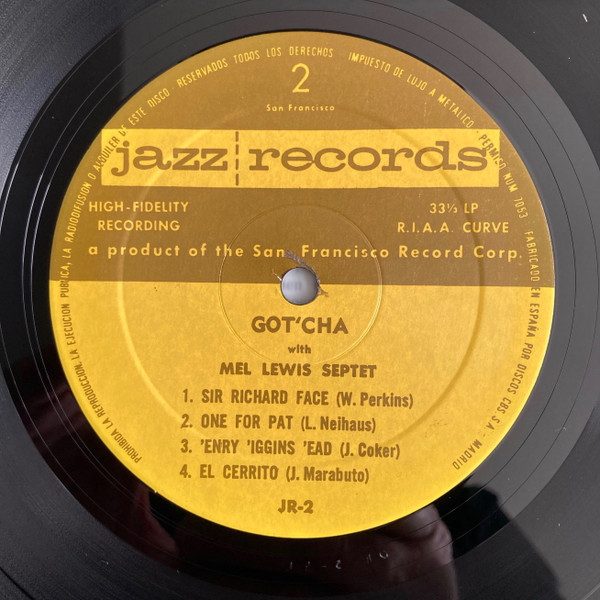 PROHIBIDA LA REPRODUCCION, LA EJECUCION PUBLICA, LA RADIODIFUSION O ALQUILER DE ESTE DISCO RESERVADOS TODOS LOS DERECHOS IMPUESTO DE LUJO A METALICO - PERMISO NUM 1053 FABRICADO EN ESPAÑA POR DISCOS CBS S.A - MADRID
2
San Francisco
jazz records
HIGH-FIDELITY 33⅓ LP
RECORDING R.I.A.A. CURVE
a product of the San Francisco Record Corp.
GOT'CHA
with
MEL LEWIS SEPTET
1. SIR RICHARD FACE (W. Perkins)
2. ONE FOR PAT (L. Neihaus)
3. 'ENRY 'IGGINS 'EAD (J. Coker)
4. EL CERRITO (J. Marabuto)
JR-2